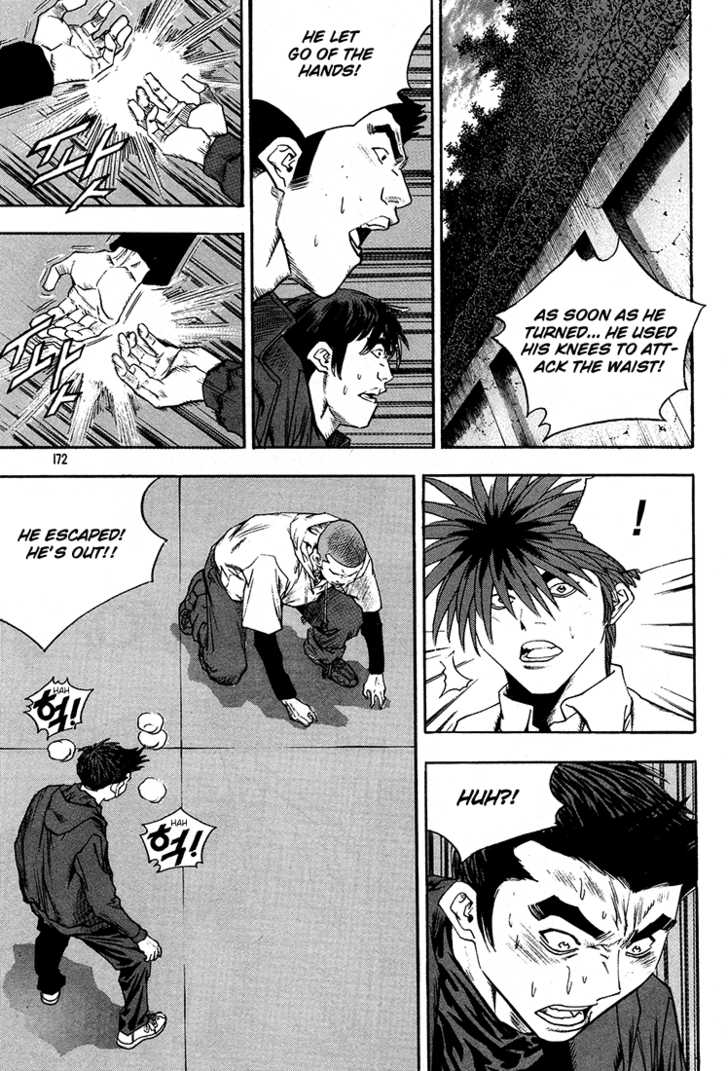 AS SOON AS HE
TURNED... HE USED
HIS KNEES TO ATT-
ACK THE WAIST!
HE LET
GO OF THE
HANDS!
172
!
HUH?!
HE ESCAPED!
HE'S OUT!!
HAH
헉!
HAH
헉!